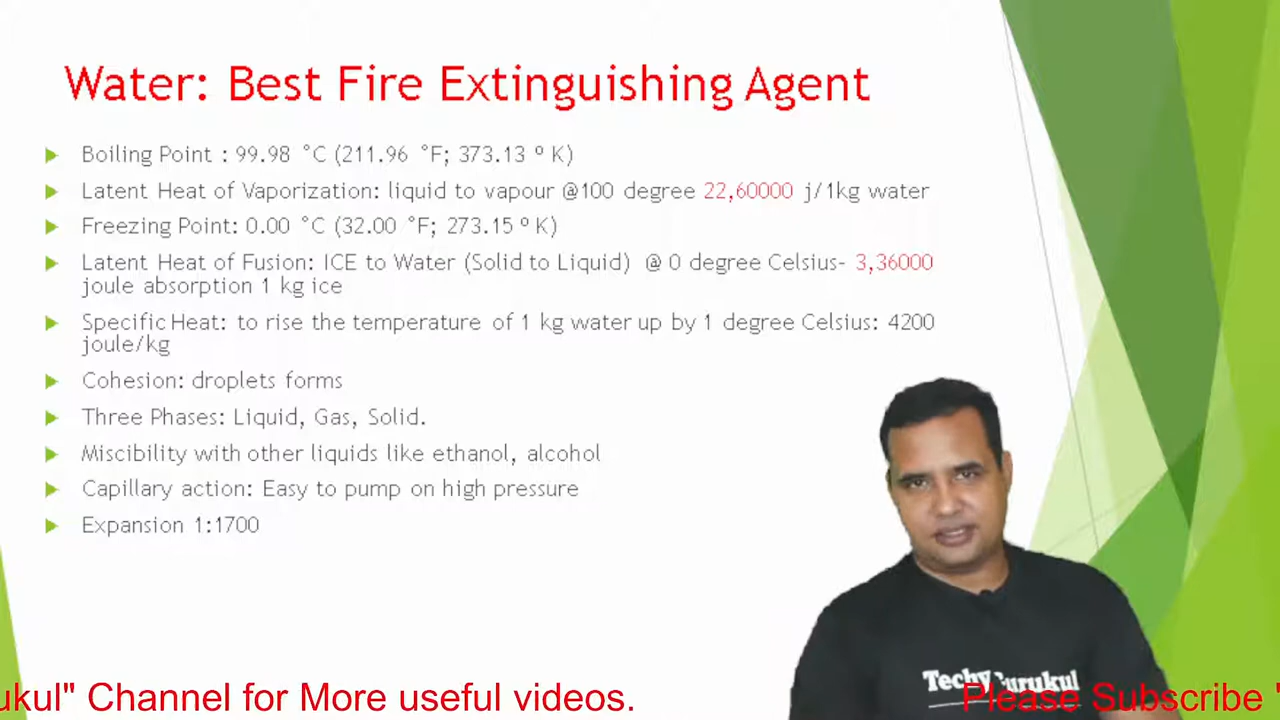 Water: Best Fire Extinguishing Agent
Boiling Point : 99.98 °C (211.96 °F; 373.13 º K)
Latent Heat of Vaporization: liquid to vapour @100 degree 22,60000 j/1kg water
Freezing Point: 0.00 °C (32.00 °F; 273.15 º K)
Latent Heat of Fusion: ICE to Water (Solid to Liquid) @ 0 degree Celsius- 3,36000
joule absorption 1 kg ice
Specific Heat: to rise the temperature of 1 kg water up by 1 degree Celsius: 4200
joule/kg
Cohesion: droplets forms
Three Phases: Liquid, Gas, Solid.
Miscibility with other liquids like ethanol, alcohol
Capillary action: Easy to pump on high pressure
Expansion 1:1700
Techy Gurukul
ukul" Channel for More useful videos. Please Subscribe "